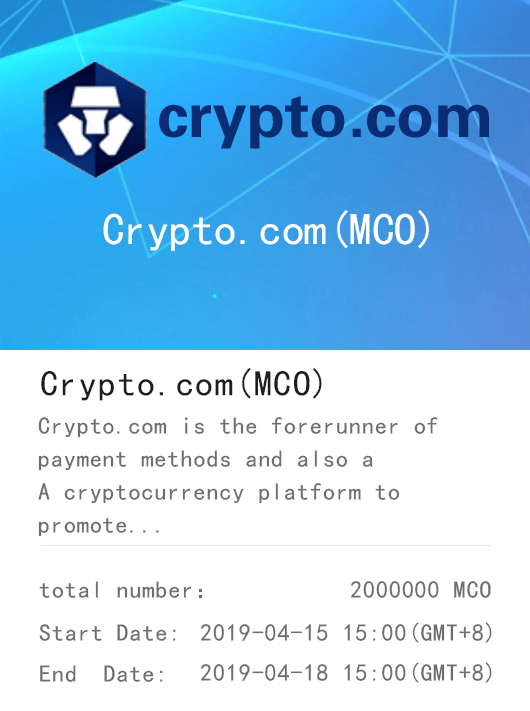 crypto.com
Crypto.com(MCO)
Crypto.com(MCO)
Crypto.com is the forerunner of
payment methods and also a
A cryptocurrency platform to
promote...
total number: 2000000 MCO
Start Date: 2019-04-15 15:00(GMT+8)
End Date: 2019-04-18 15:00(GMT+8)